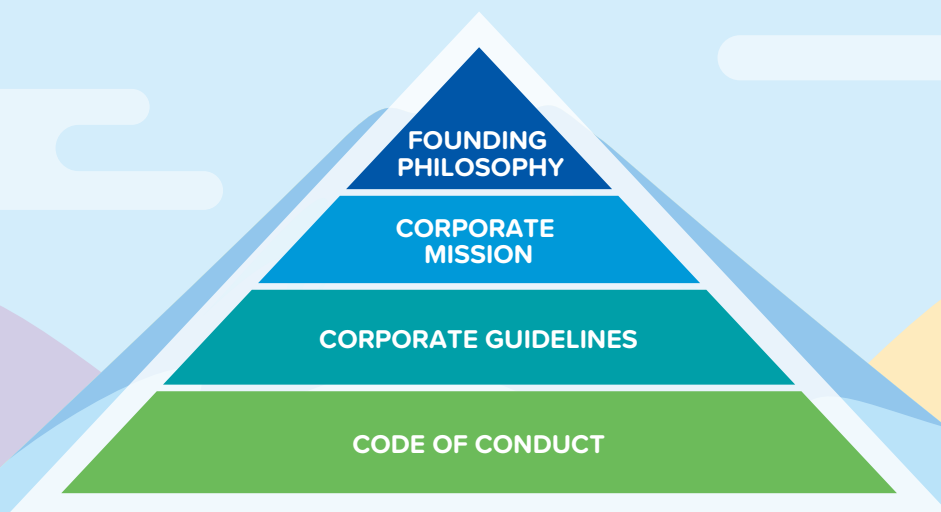 FOUNDING
PHILOSOPHY
CORPORATE
MISSION
CORPORATE GUIDELINES
CODE OF CONDUCT